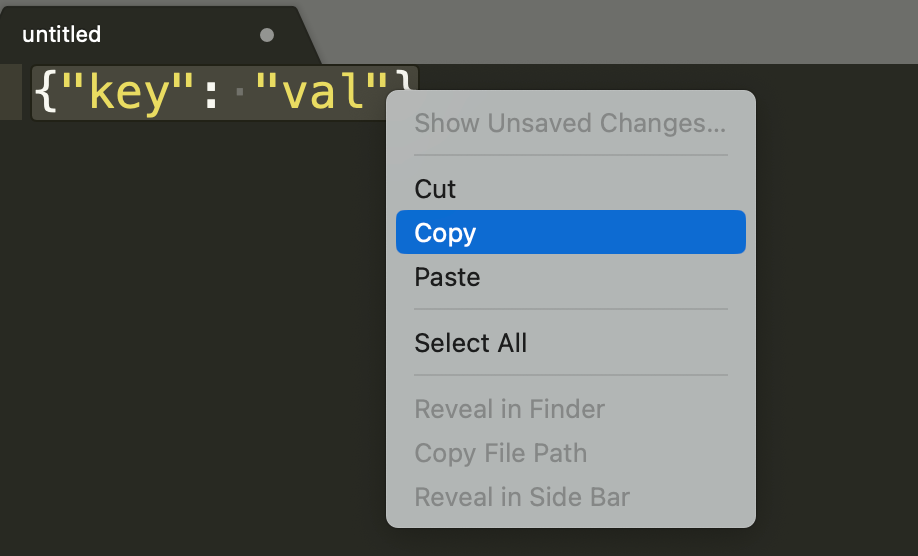 untitled
{"key": "val"}
Show Unsaved Changes...
Cut
Copy
Paste
Select All
Reveal in Finder
Copy File Path
Reveal in Side Bar